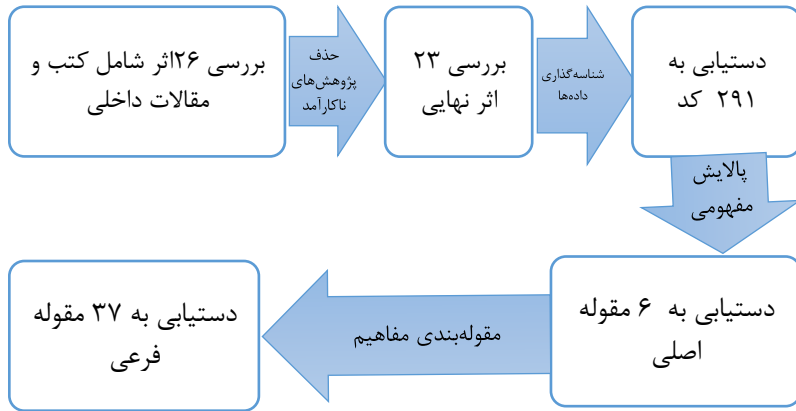 بررسی ۲۶اثر شامل کتب و
مقالات داخلی
حذف
پژوهش‌های
ناکارآمد
بررسی ۲۳
اثر نهایی
شناسه‌گذاری
داده‌ها
دستیابی به
۲۹۱ کد
پالایش
مفهومی
دستیابی به ۶ مقوله
اصلی
مقوله‌بندی مفاهیم
دستیابی به ۳۷ مقوله
فرعی